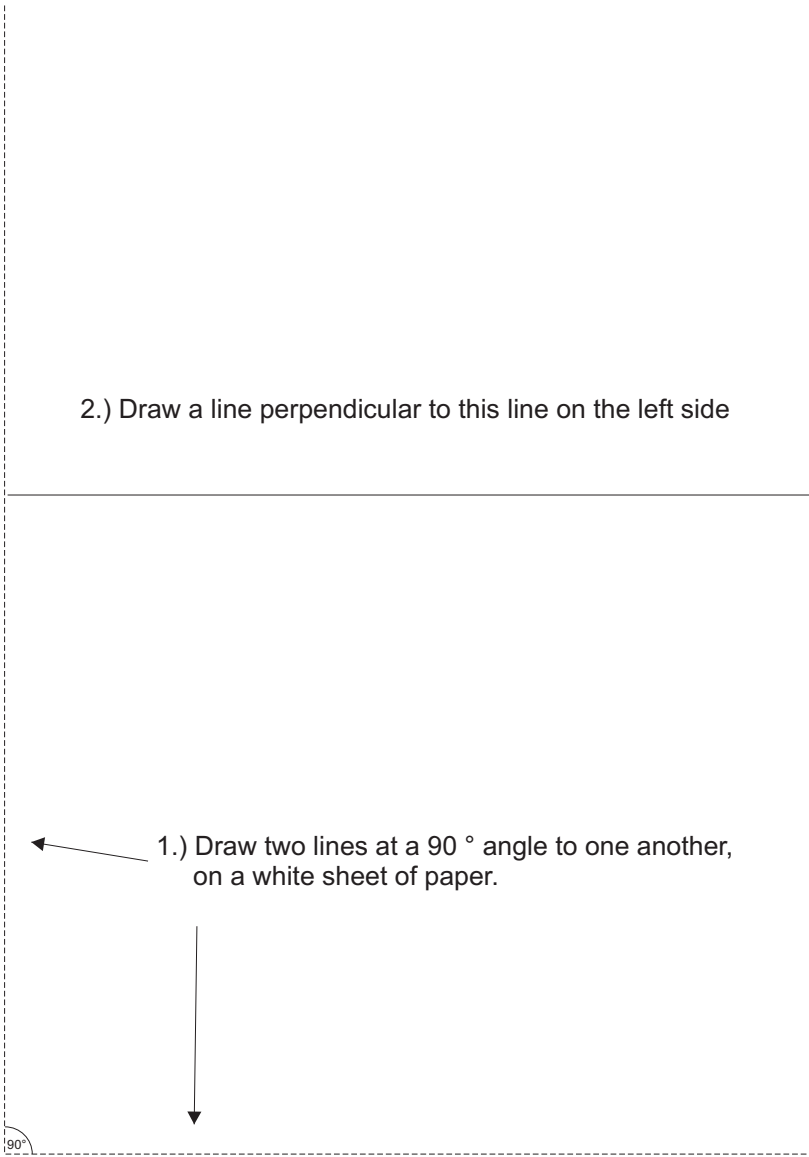 2.) Draw a line perpendicular to this line on the left side
1.) Draw two lines at a 90 ° angle to one another,
on a white sheet of paper.
90°